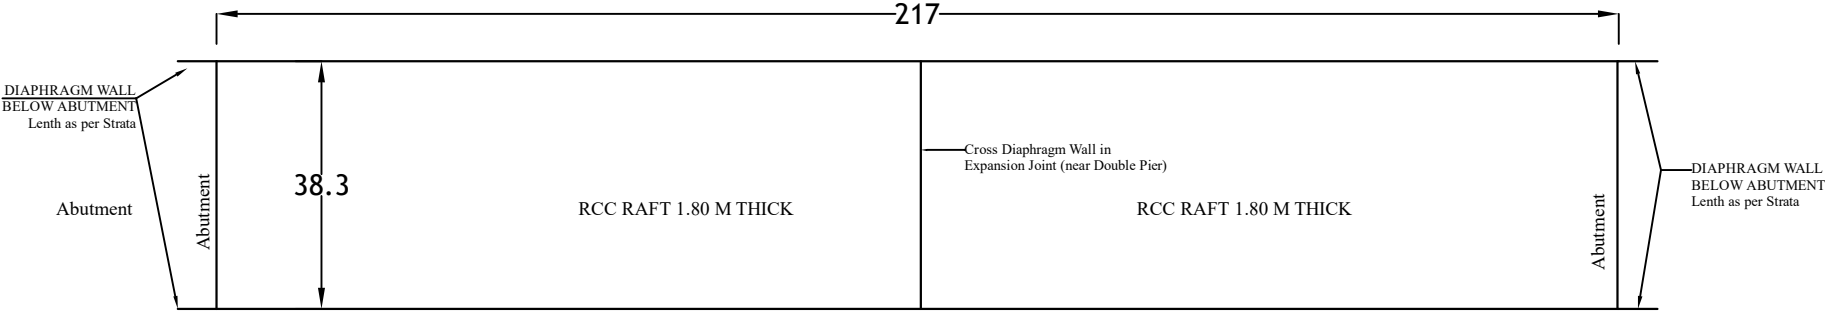 217
DIAPHRAGM WALL
BELOW ABUTMENT
Lenth as per Strata
Abutment
Abutment
38.3
RCC RAFT 1.80 M THICK
Cross Diaphragm Wall in
Expansion Joint (near Double Pier)
RCC RAFT 1.80 M THICK
Abutment
DIAPHRAGM WALL
BELOW ABUTMENT
Lenth as per Strata